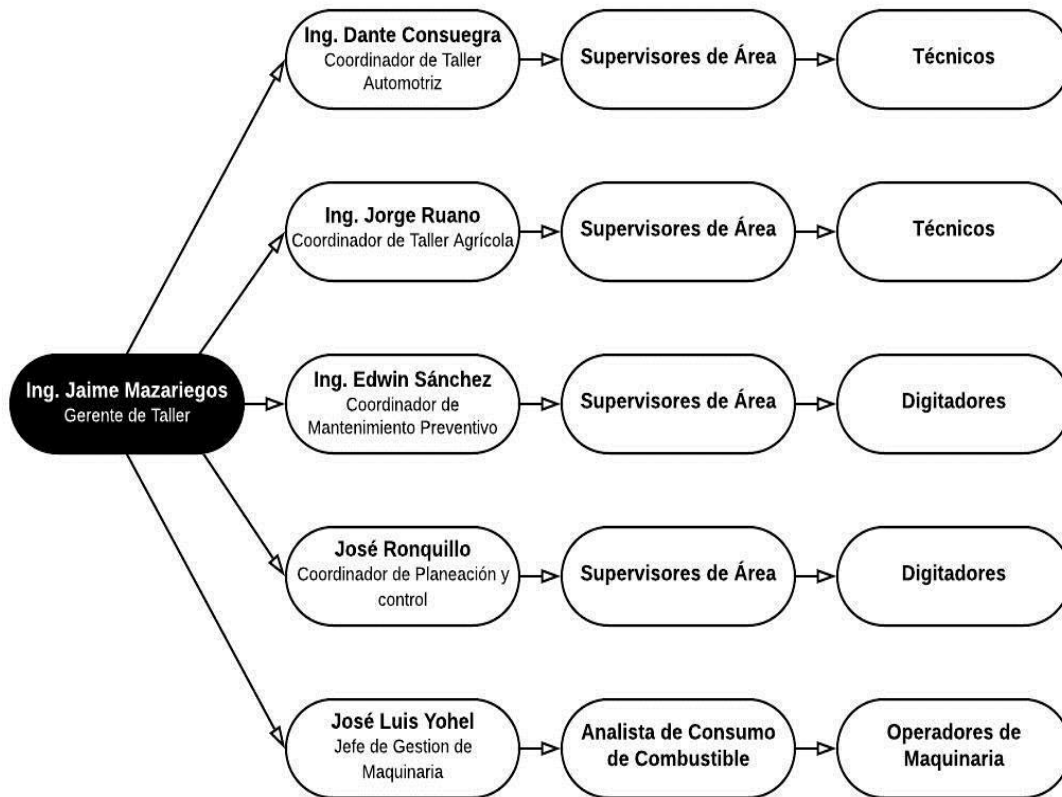 Ing. Dante Consuegra
Coordinador de Taller
Automotriz
Supervisores de Área
Técnicos
Ing. Jorge Ruano
Coordinador de Taller Agrícola
Supervisores de Área
Técnicos
Ing. Jaime Mazariegos
Gerente de Taller
Ing. Edwin Sánchez
Coordinador de
Mantenimiento Preventivo
Supervisores de Área
Digitadores
José Ronquillo
Coordinador de Planeación y
control
Supervisores de Área
Digitadores
José Luis Yohel
Jefe de Gestion de
Maquinaria
Analista de Consumo
de Combustible
Operadores de
Maquinaria